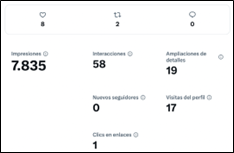 8 2 0
Impresiones Interacciones Ampliaciones de detalles
7.835 58 19
Nuevos seguidores Visitas del perfil
0 17
Clics en enlaces
1